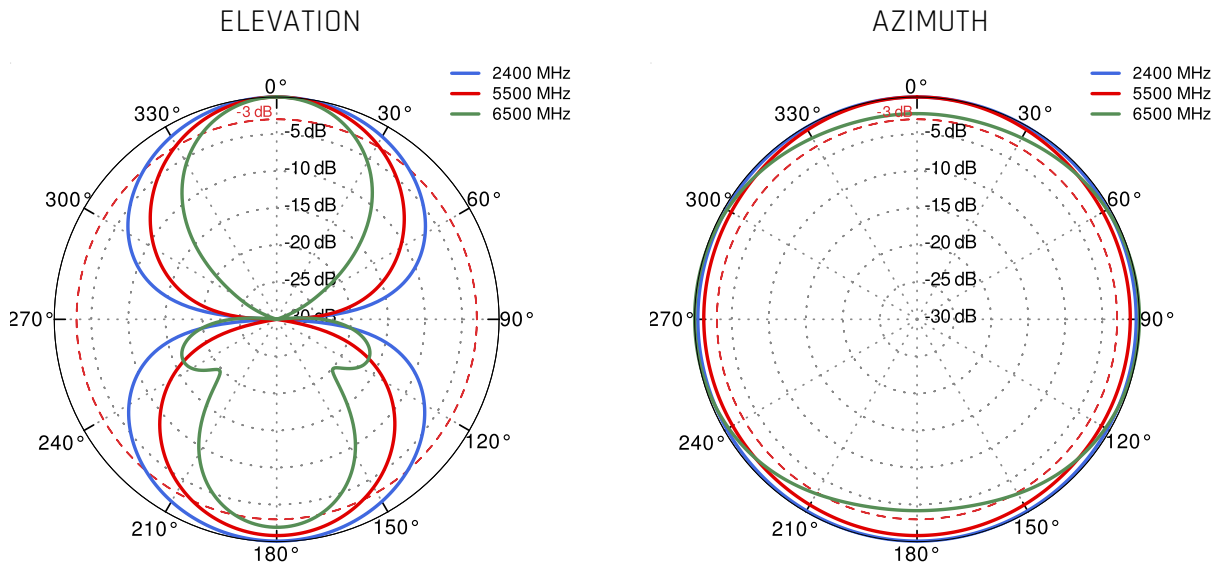 ELEVATION
2400 MHz
5500 MHz
6500 MHz
0°
330°
30°
-3 dB
-5 dB
-10 dB
300°
60°
-15 dB
-20 dB
-25 dB
-30 dB
270°
90°
240°
120°
210°
150°
180°
AZIMUTH
2400 MHz
5500 MHz
6500 MHz
0°
330°
30°
-3 dB
-5 dB
-10 dB
300°
60°
-15 dB
-20 dB
-25 dB
-30 dB
270°
90°
240°
120°
210°
150°
180°